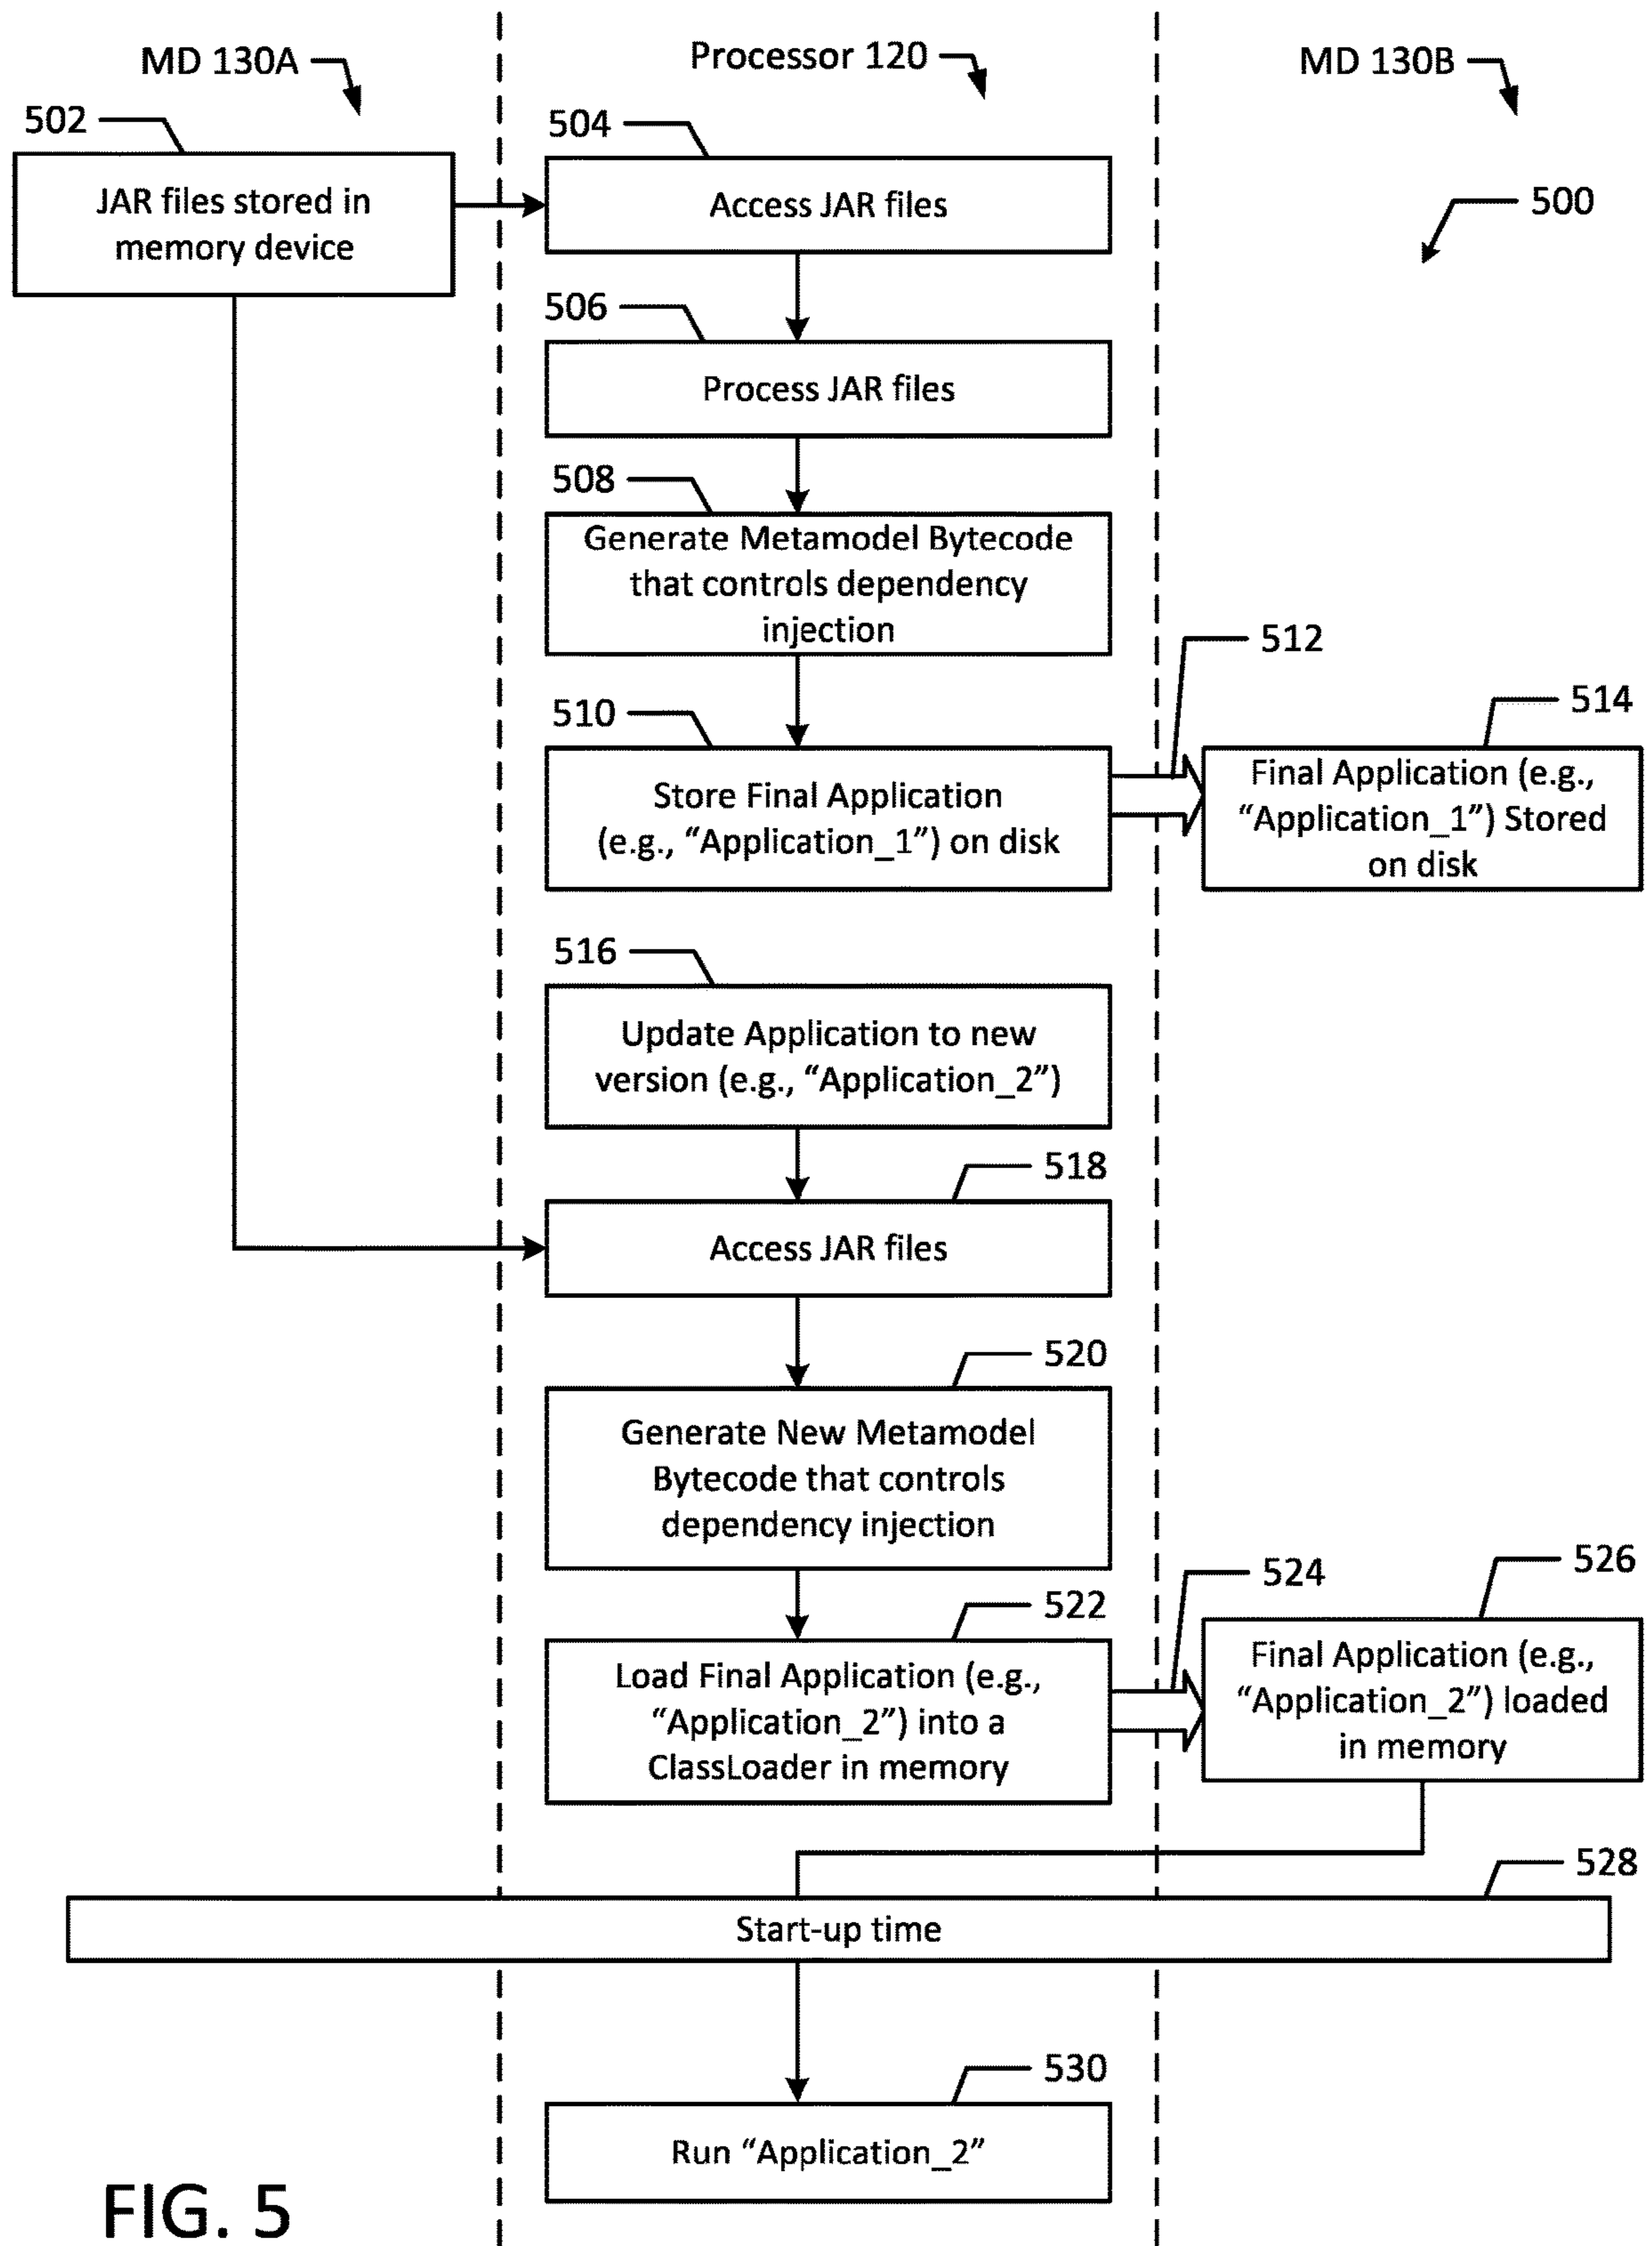 MD 130A
Processor 120
MD 130B
502
JAR files stored in
memory device
504
Access JAR files
500
506
Process JAR files
508
Generate Metamodel Bytecode
that controls dependency
injection
510
Store Final Application
(e.g., “Application_1”) on disk
512
514
Final Application (e.g.,
“Application_1”) Stored
on disk
516
Update Application to new
version (e.g., “Application_2”)
518
Access JAR files
520
Generate New Metamodel
Bytecode that controls
dependency injection
522
Load Final Application (e.g.,
“Application_2”) into a
ClassLoader in memory
524
526
Final Application (e.g.,
“Application_2”) loaded
in memory
528
Start-up time
530
Run “Application_2”
FIG. 5